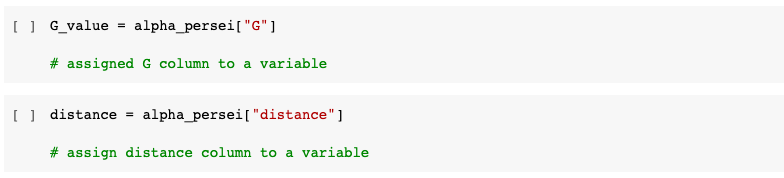 [ ] G_value = alpha_persei["G"]
# assigned G column to a variable
[ ] distance = alpha_persei["distance"]
# assign distance column to a variable